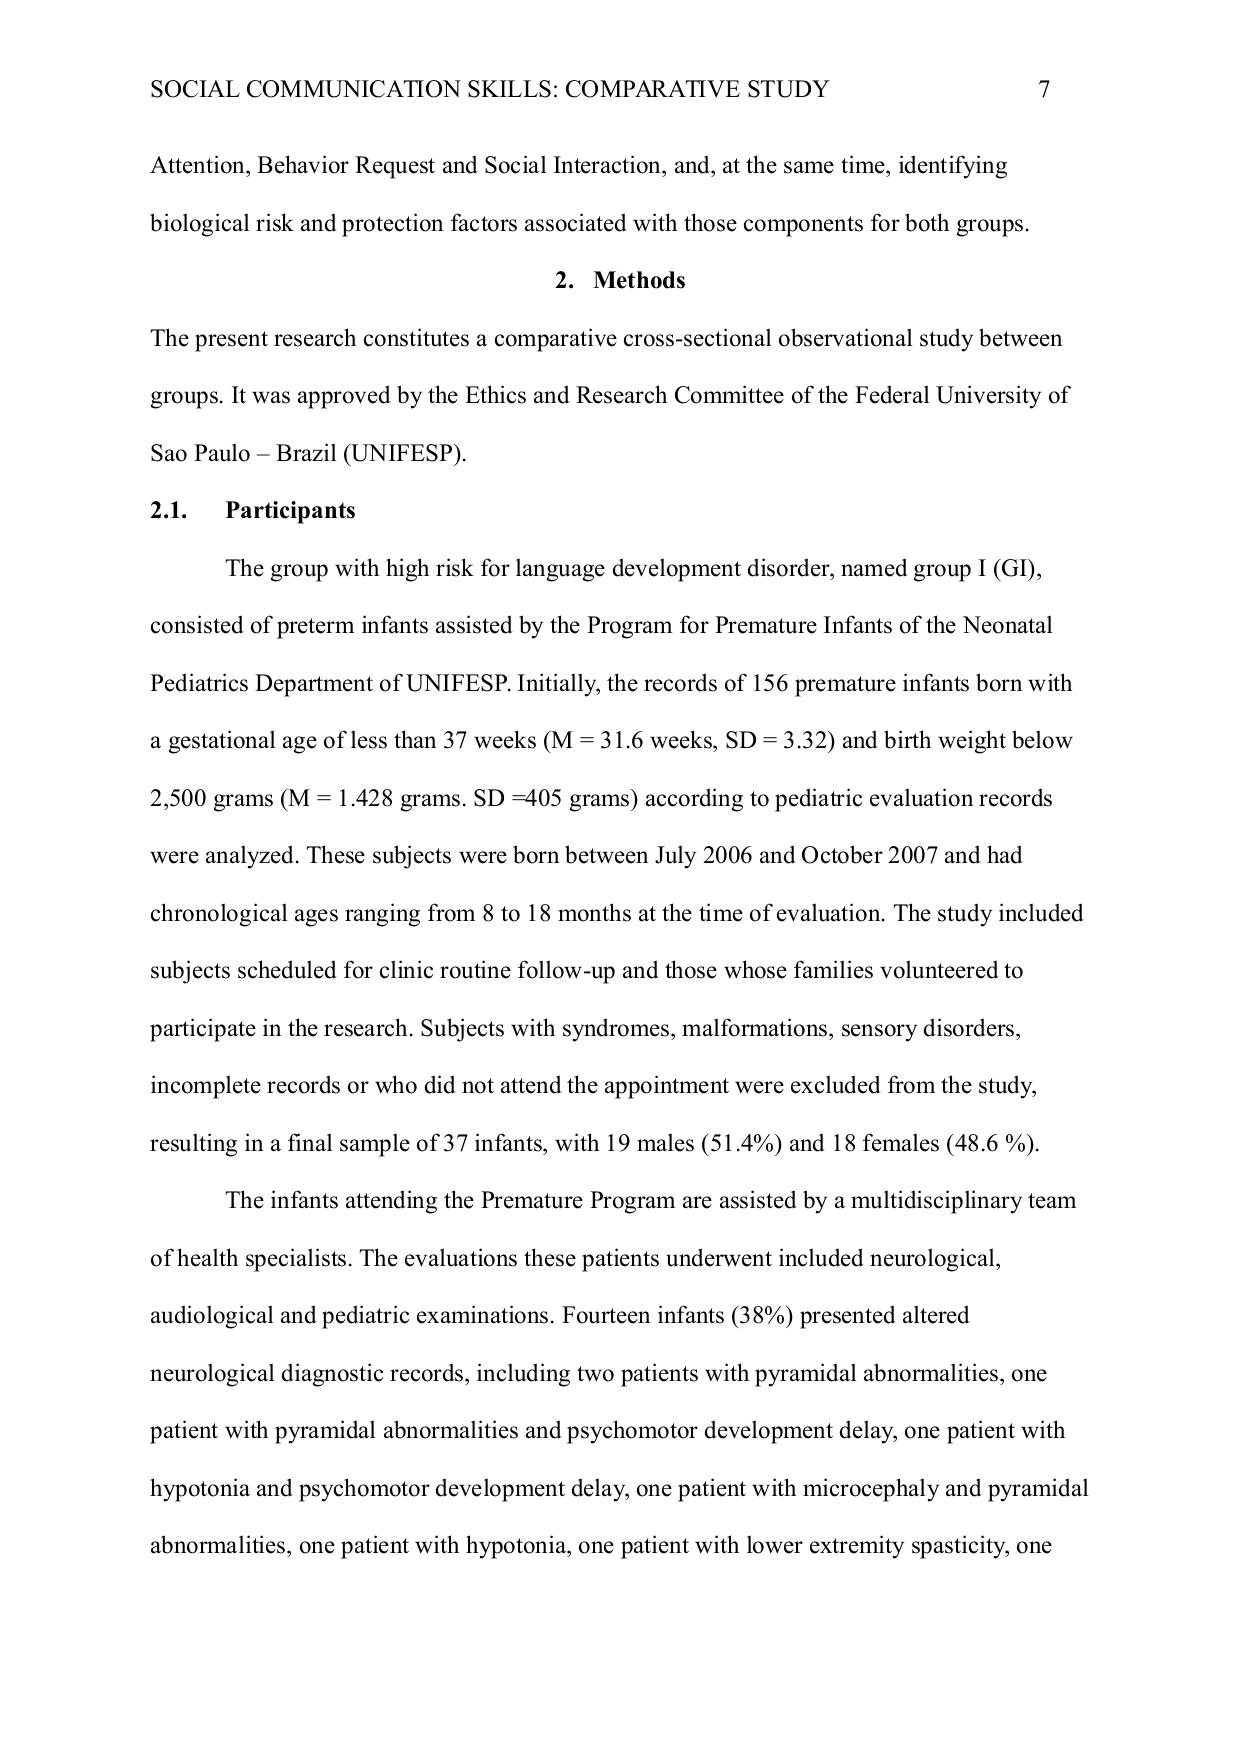 SOCIAL COMMUNICATION SKILLS: COMPARATIVE STUDY 7
Attention, Behavior Request and Social Interaction, and, at the same time, identifying
biological risk and protection factors associated with those components for both groups.
2. Methods
The present research constitutes a comparative cross-sectional observational study between
groups. It was approved by the Ethics and Research Committee of the Federal University of
Sao Paulo – Brazil (UNIFESP).
2.1. Participants
The group with high risk for language development disorder, named group I (GI),
consisted of preterm infants assisted by the Program for Premature Infants of the Neonatal
Pediatrics Department of UNIFESP. Initially, the records of 156 premature infants born with
a gestational age of less than 37 weeks (M = 31.6 weeks, SD = 3.32) and birth weight below
2,500 grams (M = 1.428 grams. SD =405 grams) according to pediatric evaluation records
were analyzed. These subjects were born between July 2006 and October 2007 and had
chronological ages ranging from 8 to 18 months at the time of evaluation. The study included
subjects scheduled for clinic routine follow-up and those whose families volunteered to
participate in the research. Subjects with syndromes, malformations, sensory disorders,
incomplete records or who did not attend the appointment were excluded from the study,
resulting in a final sample of 37 infants, with 19 males (51.4%) and 18 females (48.6 %).
The infants attending the Premature Program are assisted by a multidisciplinary team
of health specialists. The evaluations these patients underwent included neurological,
audiological and pediatric examinations. Fourteen infants (38%) presented altered
neurological diagnostic records, including two patients with pyramidal abnormalities, one
patient with pyramidal abnormalities and psychomotor development delay, one patient with
hypotonia and psychomotor development delay, one patient with microcephaly and pyramidal
abnormalities, one patient with hypotonia, one patient with lower extremity spasticity, one